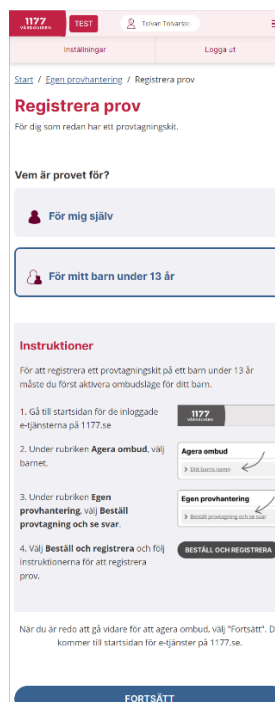 1177
VÅRDGUIDEN
TEST
Tolvan Tolvarsson
Inställningar
Logga ut
Start / Egen provhantering / Registrera prov
Registrera prov
För dig som redan har ett provtagningskit.
Vem är provet för?
För mig själv
För mitt barn under 13 år
Instruktioner
För att registrera ett provtagningskit på ett barn under 13 år
måste du först aktivera ombudsläge för ditt barn.
1. Gå till startsidan för de inloggade
e-tjänsterna på 1177.se
1177
VÅRDGUIDEN
2. Under rubriken Agera ombud, välj
barnet.
Agera ombud
> Ditt barns namn
3. Under rubriken Egen
provhantering, välj Beställ
provtagning och se svar.
Egen provhantering
> Beställ provtagning och se svar
4. Välj Beställ och registrera och följ
instruktionerna för att registrera
prov.
BESTÄLL OCH REGISTRERA
När du är redo att gå vidare för att agera ombud, välj "Fortsätt". D
kommer till startsidan för e-tjänster på 1177.se.
FORTSÄTT